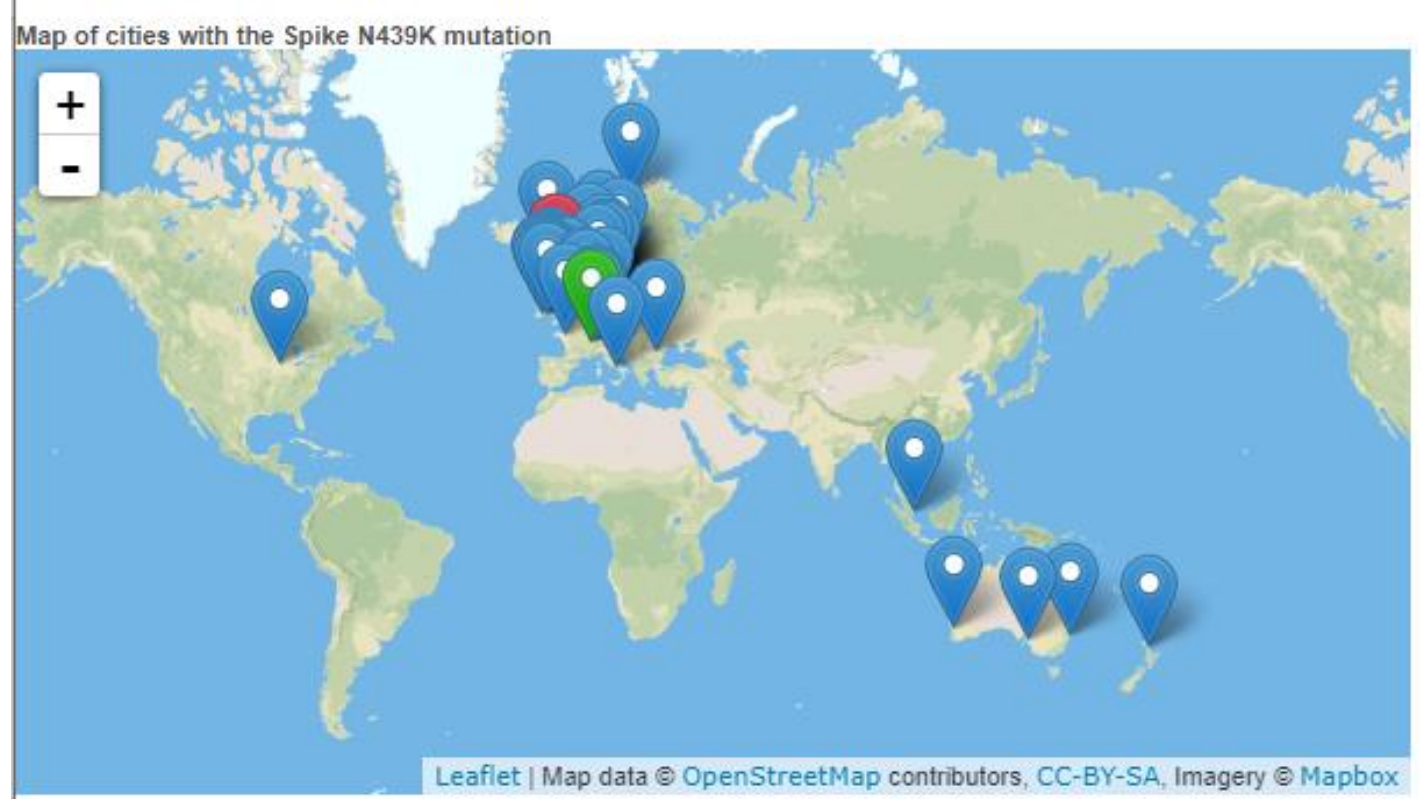 Map of cities with the Spike N439K mutation
+
-
Leaflet | Map data © OpenStreetMap contributors, CC-BY-SA, Imagery © Mapbox